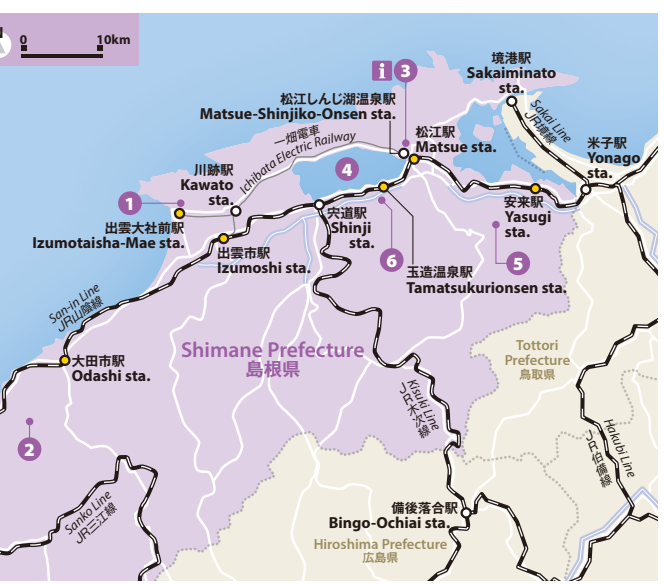 0 10km
境港駅
Sakaiminato
sta.
i 3
松江しんじ湖温泉駅
Matsue-Shinjiko-Onsen sta.
Sakai Line
JR境線
一畑電車
Ichibata Electric Railway
松江駅
Matsue sta.
米子駅
Yonago
sta.
川跡駅
Kawato
sta.
4
1
安来駅
Yasugi
sta.
出雲大社前駅
Izumotaisha-Mae sta.
宍道駅
Shinji
sta.
出雲市駅
Izumoshi sta.
6
5
玉造温泉駅
Tamatsukurionsen sta.
San-in Line
JR山陰線
Shimane Prefecture
島根県
Tottori
Prefecture
鳥取県
大田市駅
Odashi sta.
Kisuki Line
JR木次線
2
Hakubi Line
JR伯備線
Sanko Line
JR三江線
備後落合駅
Bingo-Ochiai sta.
Hiroshima Prefecture
広島県